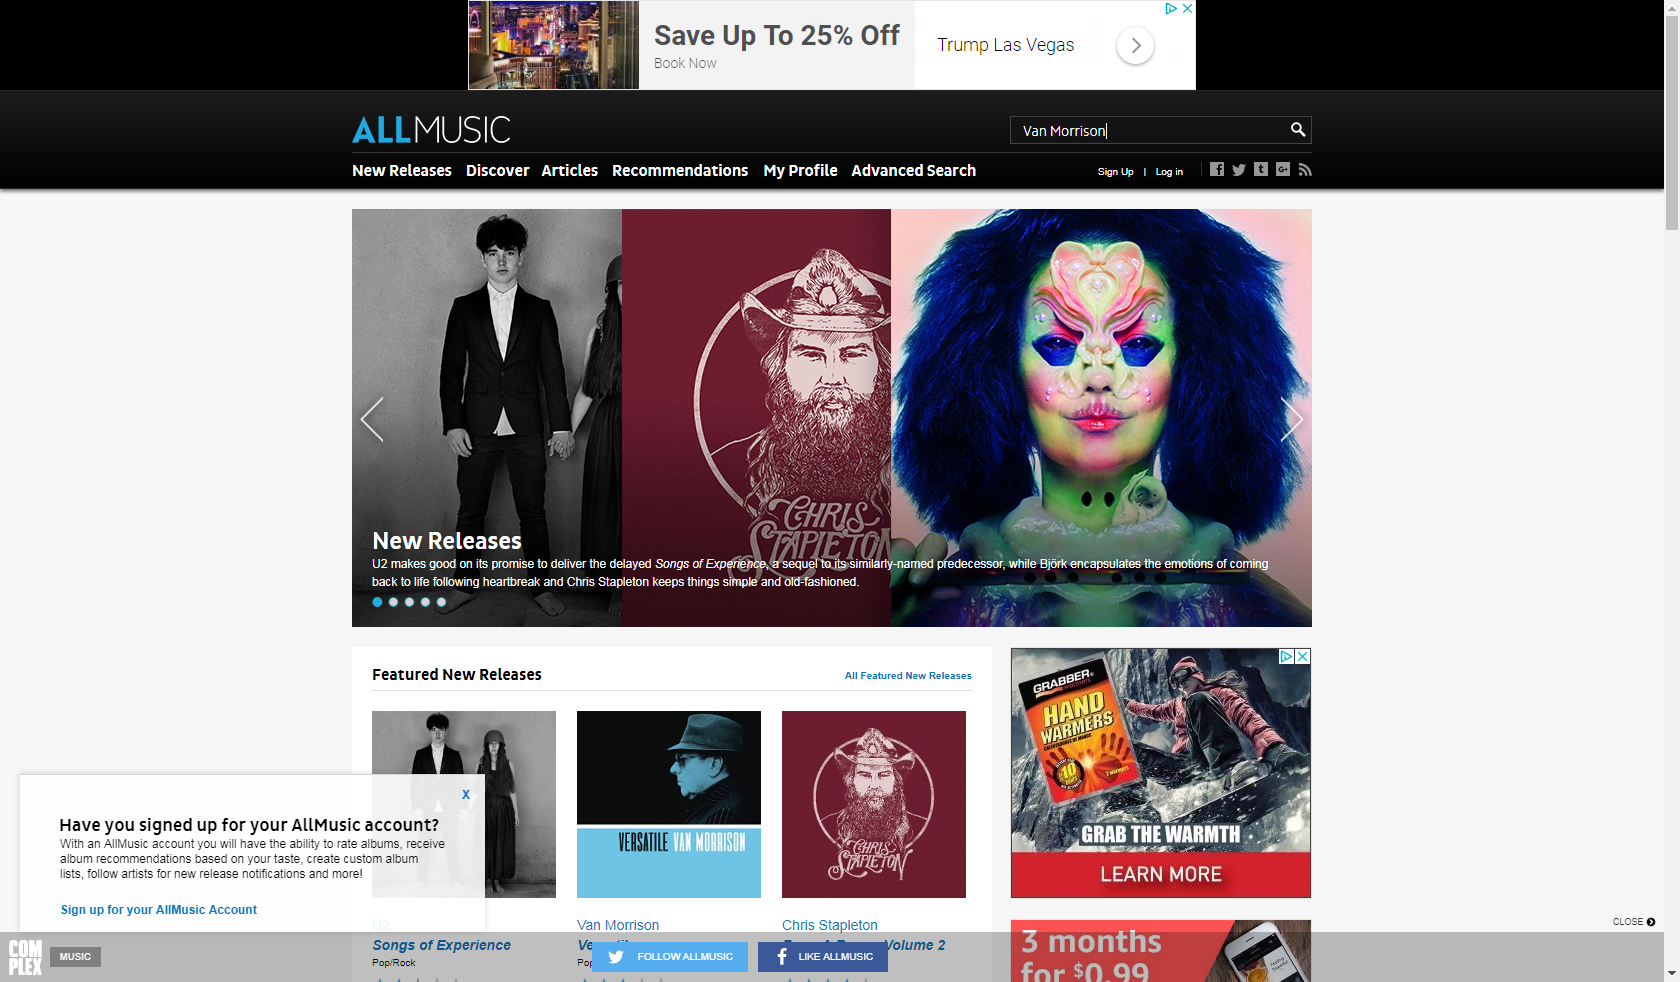 Save Up To 25% Off
Book Now
Trump Las Vegas
ALLMUSIC
Van Morrison
New Releases Discover Articles Recommendations My Profile Advanced Search
Sign Up | Log in
CHRIS
STAPLETON
New Releases
U2 makes good on its promise to deliver the delayed Songs of Experience, a sequel to its similarly-named predecessor, while Björk encapsulates the emotions of coming
back to life following heartbreak and Chris Stapleton keeps things simple and old-fashioned.
Featured New Releases
All Featured New Releases
VERSATILE VAN MORRISON
CHRIS
STAPLETON
U2
Songs of Experience
Pop/Rock
Van Morrison
Chris Stapleton
Volume 2
X
Have you signed up for your AllMusic account?
With an AllMusic account you will have the ability to rate albums, receive
album recommendations based on your taste, create custom album
lists, follow artists for new release notifications and more!
Sign up for your AllMusic Account
GRABBER
warmers
HAND
WARMERS
GRAB THE WARMTH
LEARN MORE
3 months
for $0.99
CLOSE
COM
PLEX
MUSIC
FOLLOW ALLMUSIC
LIKE ALLMUSIC